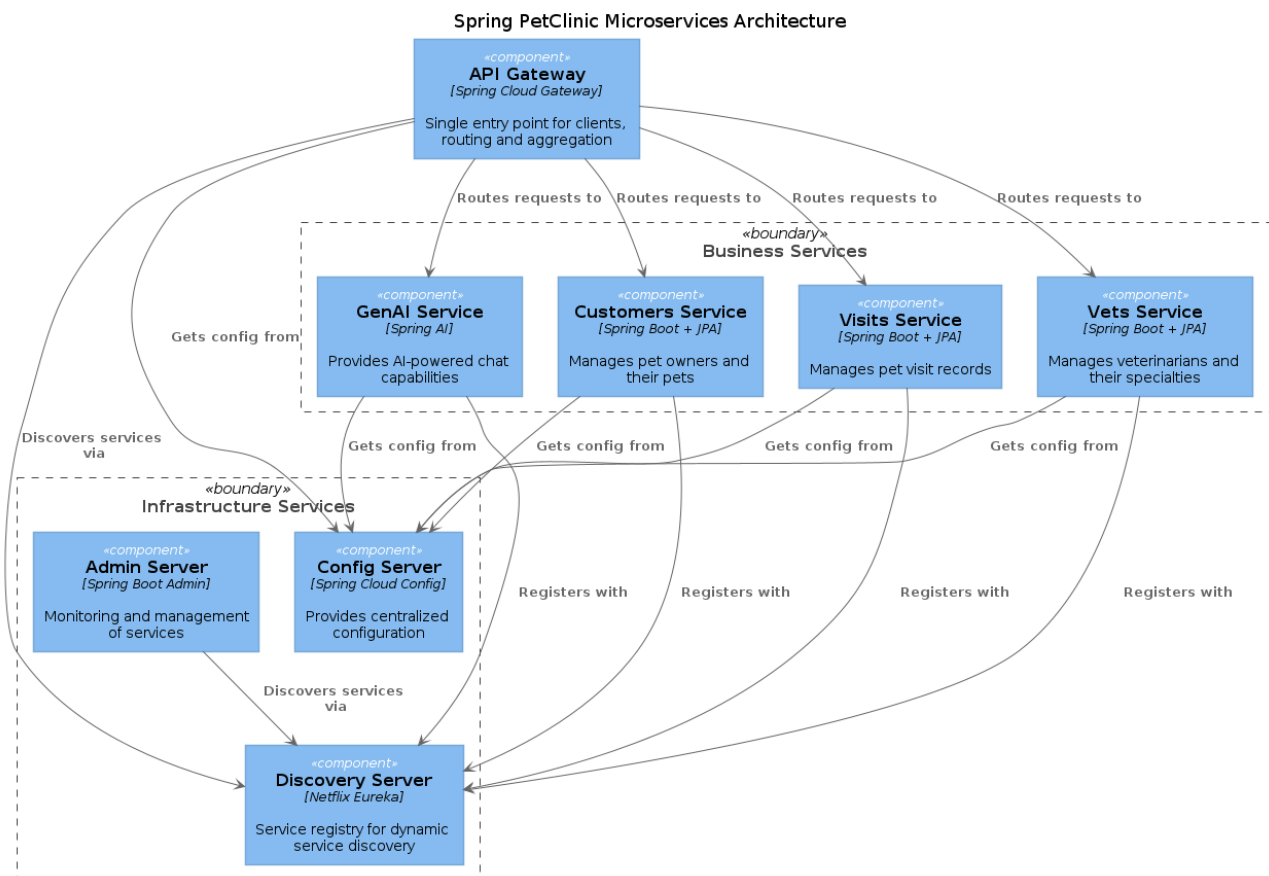 Spring PetClinic Microservices Architecture
«component»
API Gateway
[Spring Cloud Gateway]
Single entry point for clients,
routing and aggregation
Routes requests to
Routes requests to
Routes requests to
Routes requests to
«boundary»
Business Services
«component»
GenAI Service
[Spring AI]
Provides AI-powered chat
capabilities
«component»
Customers Service
[Spring Boot + JPA]
Manages pet owners and
their pets
«component»
Visits Service
[Spring Boot + JPA]
Manages pet visit records
«component»
Vets Service
[Spring Boot + JPA]
Manages veterinarians and
their specialties
Gets config from
Discovers services
via
Gets config from
Gets config from
Gets config from
Gets config from
«boundary»
Infrastructure Services
«component»
Admin Server
[Spring Boot Admin]
Monitoring and management
of services
«component»
Config Server
[Spring Cloud Config]
Provides centralized
configuration
Registers with
Registers with
Registers with
Registers with
Discovers services
via
«component»
Discovery Server
[Netflix Eureka]
Service registry for dynamic
service discovery